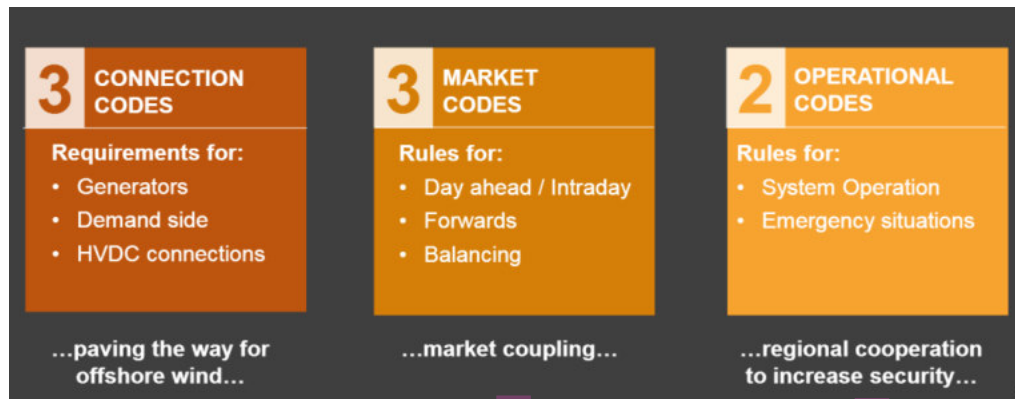 3 CONNECTION
CODES
Requirements for:
• Generators
• Demand side
• HVDC connections
…paving the way for
offshore wind…
3 MARKET
CODES
Rules for:
• Day ahead / Intraday
• Forwards
• Balancing
…market coupling…
2 OPERATIONAL
CODES
Rules for:
• System Operation
• Emergency situations
…regional cooperation
to increase security…